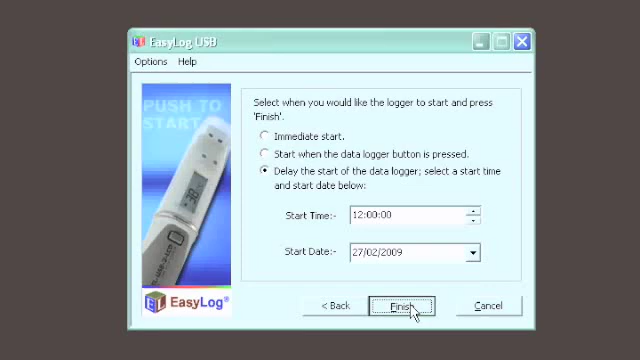 EasyLog USB
Options Help
PUSH TO
START
Select when you would like the logger to start and press
'Finish'.
Immediate start.
Start when the data logger button is pressed.
Delay the start of the data logger; select a start time
and start date below:
Start Time:- 12:00:00
Start Date:- 27/02/2009
EL EasyLog®
< Back Finish Cancel